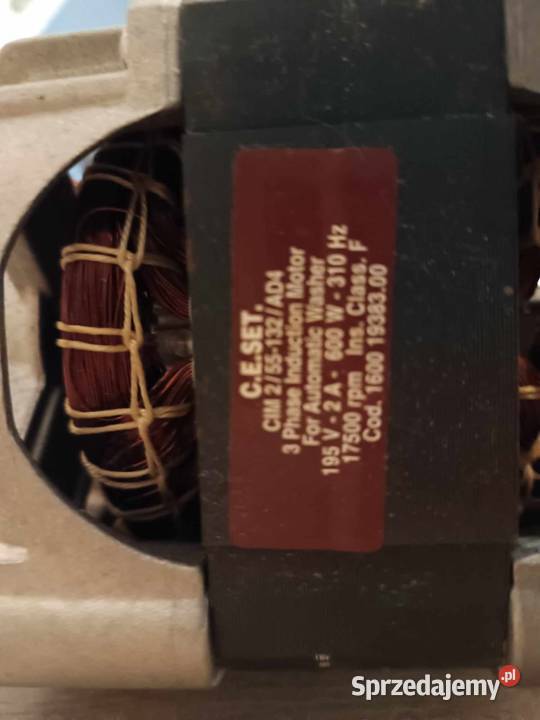 C.E.SET.
CIM 2/55-132/AD4
3 Phase Induction Motor
For Automatic Washer
195 V - 2 A - 600 W - 310 Hz
17500 rpm Ins. Class. F
Cod. 1600 19383.00
Sprzedajemy.pl